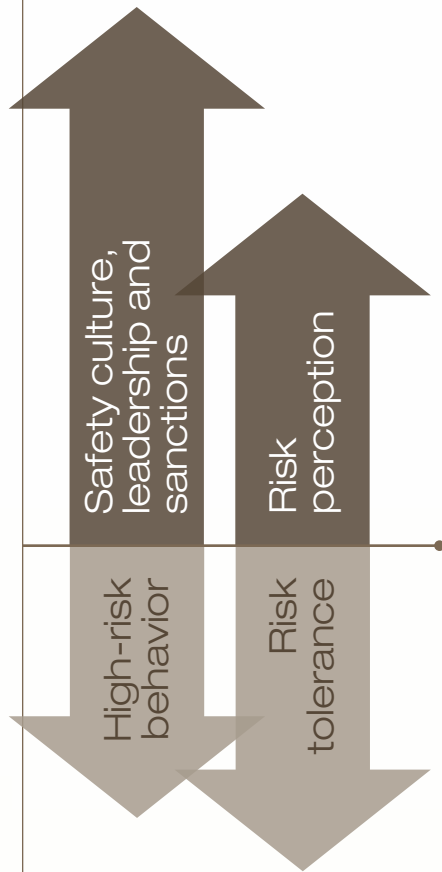 Safety culture,
leadership and
sanctions
Risk
perception
High-risk
behavior
Risk
tolerance